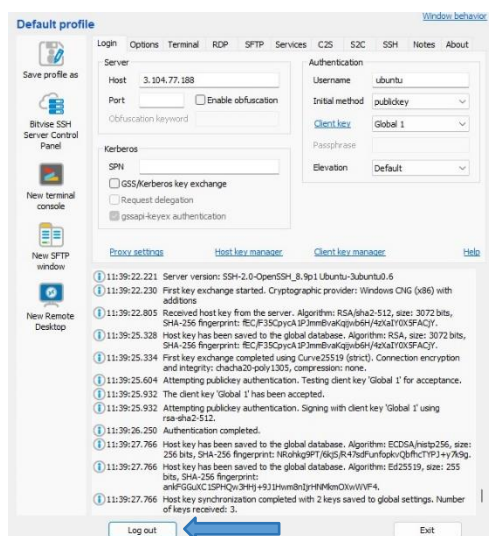 Default profile
Window behavior
Save profile as
Bitvise SSH
Server Control
Panel
New terminal
console
New SFTP
window
New Remote
Desktop
Login Options Terminal RDP SFTP Services C2S S2C SSH Notes About
Server
Host 3.104.77.188
Port Enable obfuscation
Obfuscation keyword
Kerberos
SPN
GSS/Kerberos key exchange
Request delegation
gssapi-keyex authentication
Authentication
Username ubuntu
Initial method publickey
Client key Global 1
Passphrase
Elevation Default
Proxy settings Host key manager Client key manager Help
11:39:22.221 Server version: SSH-2.0-OpenSSH_8.9p1 Ubuntu-3ubuntu0.6
11:39:22.230 First key exchange started. Cryptographic provider: Windows CNG (x86) with
additions
11:39:22.805 Received host key from the server. Algorithm: RSA/sha2-512, size: 3072 bits,
SHA-256 fingerprint:
11:39:25.328 Host key has been saved to the global database. Algorithm: RSA, size: 3072 bits,
SHA-256 fingerprint:
11:39:25.334 First key exchange completed using Curve25519 (strict). Connection encryption
and integrity: chacha20-poly1305, compression: none.
11:39:25.604 Attempting publickey authentication. Testing client key 'Global 1' for acceptance.
11:39:25.932 The client key 'Global 1' has been accepted.
11:39:25.932 Attempting publickey authentication. Signing with client key 'Global 1' using
rsa-sha2-512.
11:39:26.250 Authentication completed.
11:39:27.766 Host key has been saved to the global database. Algorithm: ECDSA/nistp256, size:
256 bits, SHA-256 fingerprint:
11:39:27.766 Host key has been saved to the global database. Algorithm: Ed25519, size: 255
bits, SHA-256 fingerprint:
11:39:27.766 Host key synchronization completed with 2 keys saved to global settings. Number
of keys received: 3.
Log out Exit